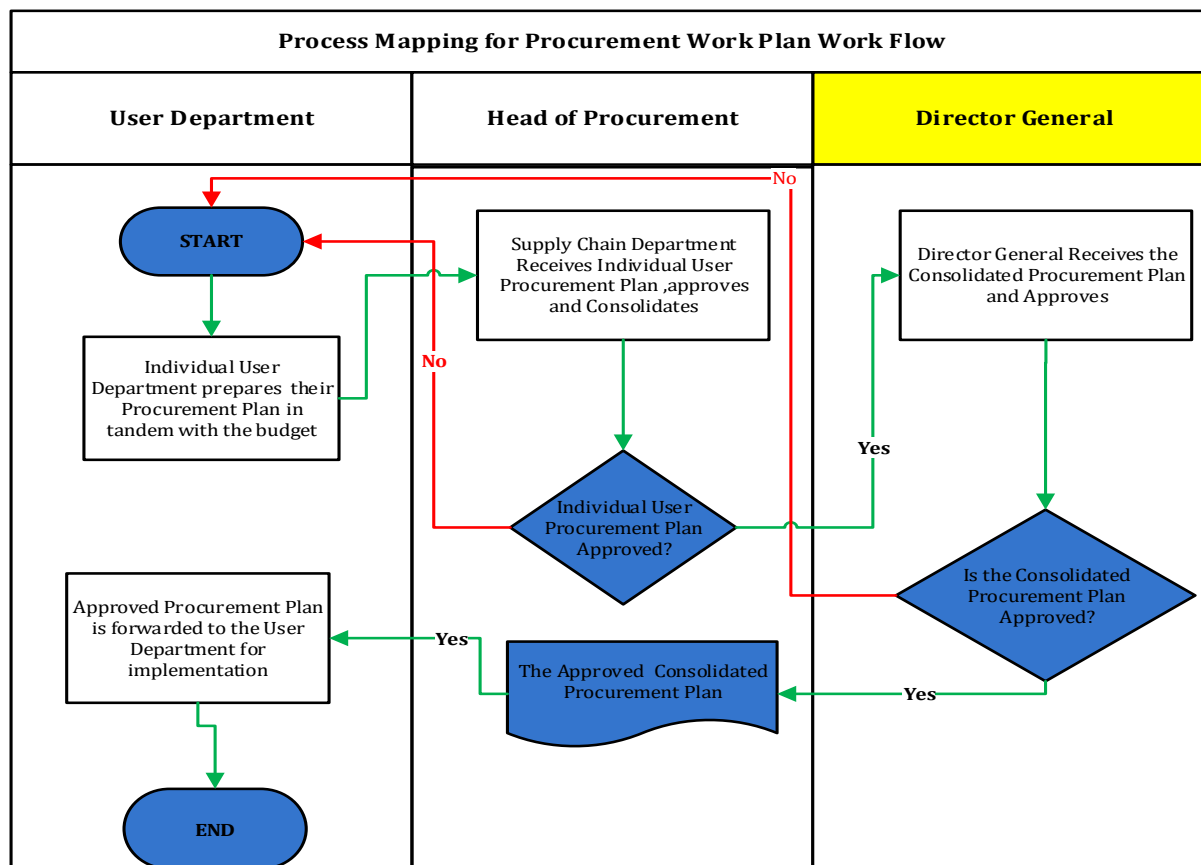 Process Mapping for Procurement Work Plan Work Flow
User Department
Head of Procurement
Director General
No
START
Supply Chain Department
Receives Individual User
Procurement Plan ,approves
and Consolidates
Director General Receives the
Consolidated Procurement Plan
and Approves
Individual User
Department prepares their
Procurement Plan in
tandem with the budget
No
Yes
Individual User
Procurement Plan
Approved?
Is the Consolidated
Procurement Plan
Approved?
Approved Procurement Plan
is forwarded to the User
Department for
implementation
Yes
The Approved Consolidated
Procurement Plan
Yes
END